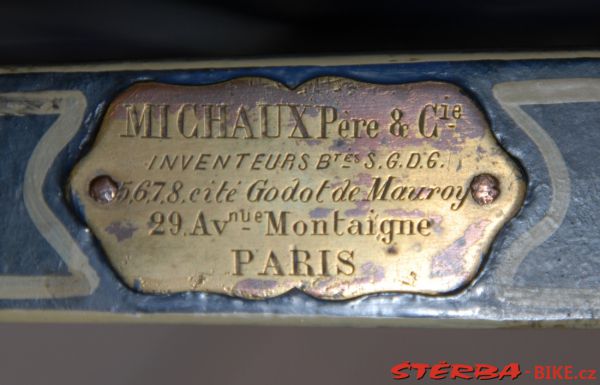 MICHAUX Père & Cie
INVENTEURS Btés S.G.D.G.
5,6,7,8, cité Godot de Mauroy
29, Avnue Montaigne
PARIS
ŠTĚRBA-BIKE.cz